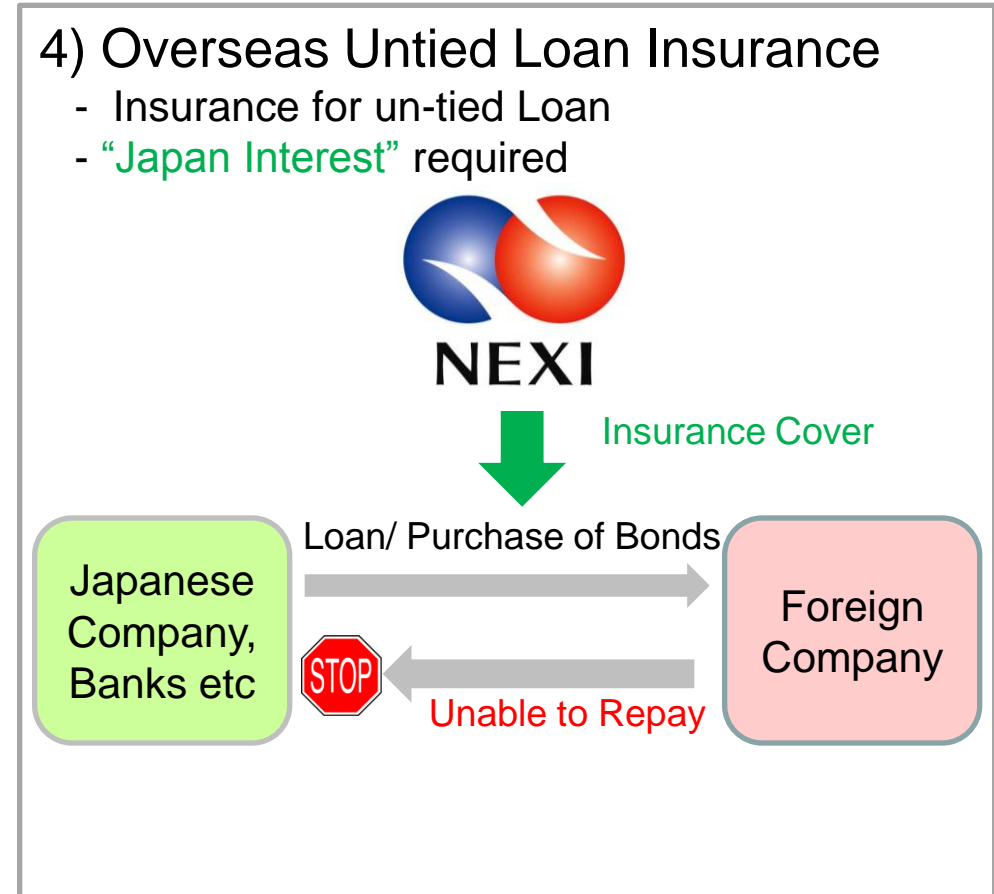 4) Overseas Untied Loan Insurance
- Insurance for un-tied Loan
- “Japan Interest” required
NEXI
Insurance Cover
Loan/ Purchase of Bonds
Japanese
Company,
Banks etc
Foreign
Company
STOP
Unable to Repay